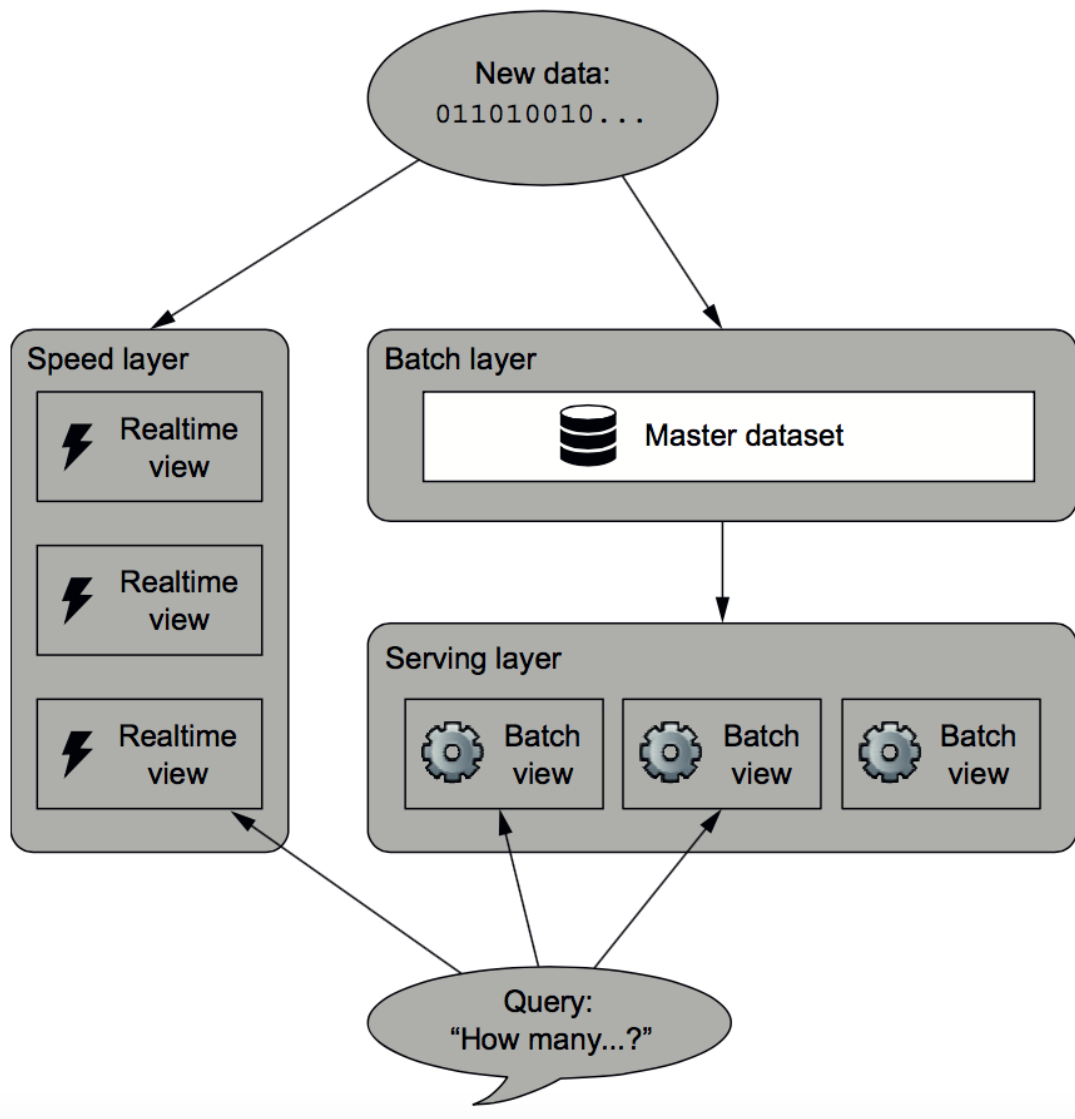 New data:
011010010...
Speed layer
Realtime
view
Realtime
view
Realtime
view
Batch layer
Master dataset
Serving layer
Batch
view
Batch
view
Batch
view
Query:
“How many...?”